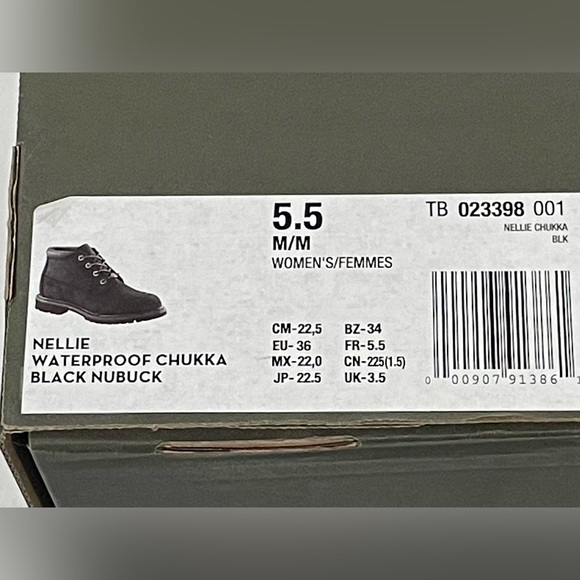 5.5
M/M
WOMEN'S/FEMMES
TB 023398 001
NELLIE CHUKKA
BLK
NELLIE
WATERPROOF CHUKKA
BLACK NUBUCK
CM-22,5 BZ-34
EU- 36 FR-5.5
MX-22,0 CN-225(1.5)
JP- 22.5 UK-3.5
0 00907 91386 1